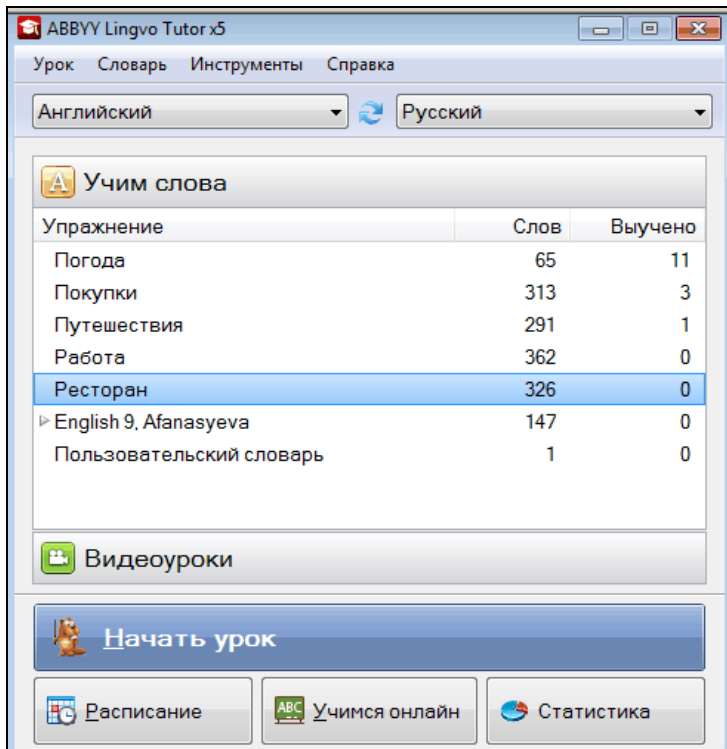 ABBYY Lingvo Tutor x5
Урок Словарь Инструменты Справка
Английский Русский
A Учим слова
Упражнение Слов Выучено
Погода 65 11
Покупки 313 3
Путешествия 291 1
Работа 362 0
Ресторан 326 0
English 9, Afanasyeva 147 0
Пользовательский словарь 1 0
Видеоуроки
Начать урок
Расписание ABC Учимся онлайн Статистика